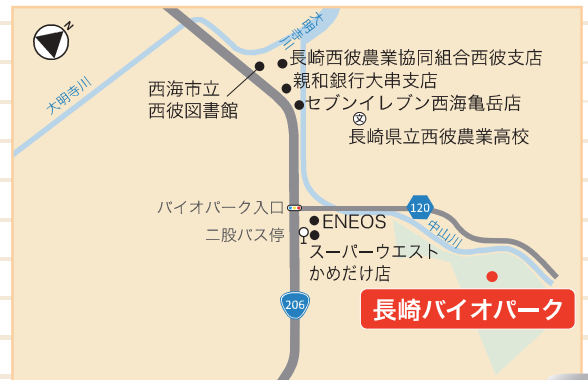 N
大明寺川
大明寺川
長崎西彼農業協同組合西彼支店
親和銀行大串支店
西海市立
西彼図書館
セブンイレブン西海亀岳店
文
長崎県立西彼農業高校
バイオパーク入口
120
ENEOS
中山川
二股バス停
スーパーウエスト
かめだけ店
206
長崎バイオパーク